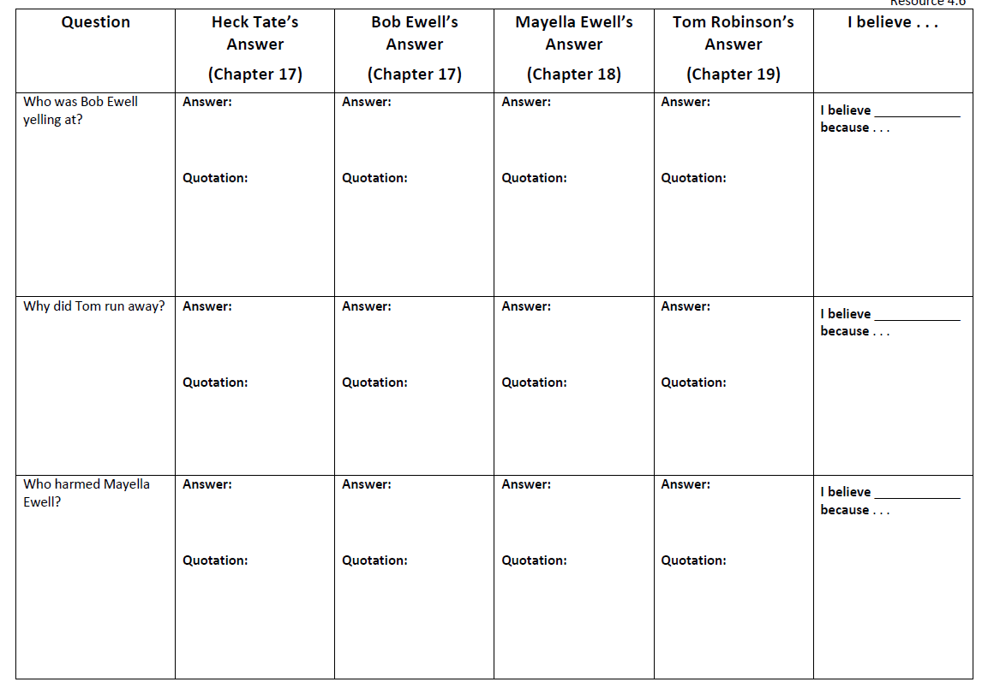 Resource 4.6
Question
Heck Tate's
Answer
(Chapter 17)
Bob Ewell's
Answer
(Chapter 17)
Mayella Ewell's
Answer
(Chapter 18)
Tom Robinson's
Answer
(Chapter 19)
I believe . . .
Who was Bob Ewell
yelling at?
Answer:
Quotation:
Answer:
Quotation:
Answer:
Quotation:
Answer:
Quotation:
I believe ____________
because . . .
Why did Tom run away?
Answer:
Quotation:
Answer:
Quotation:
Answer:
Quotation:
Answer:
Quotation:
I believe ____________
because . . .
Who harmed Mayella
Ewell?
Answer:
Quotation:
Answer:
Quotation:
Answer:
Quotation:
Answer:
Quotation:
I believe ____________
because . . .